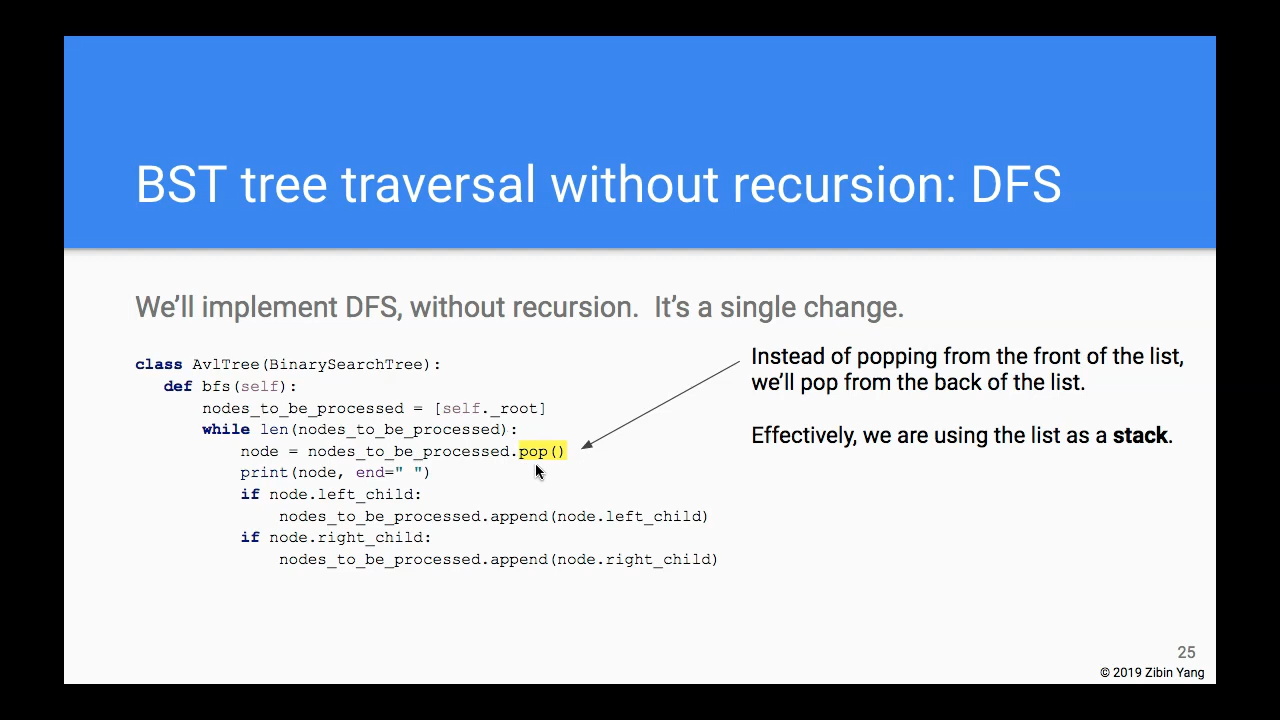 BST tree traversal without recursion: DFS
We'll implement DFS, without recursion.  It's a single change.
class AvlTree(BinarySearchTree):
   def bfs(self):
       nodes_to_be_processed = [self._root]
       while len(nodes_to_be_processed):
           node = nodes_to_be_processed.pop()
           print(node, end=" ")
           if node.left_child:
               nodes_to_be_processed.append(node.left_child)
           if node.right_child:
               nodes_to_be_processed.append(node.right_child)
Instead of popping from the front of the list,
we'll pop from the back of the list.
Effectively, we are using the list as a stack.
25
© 2019 Zibin Yang